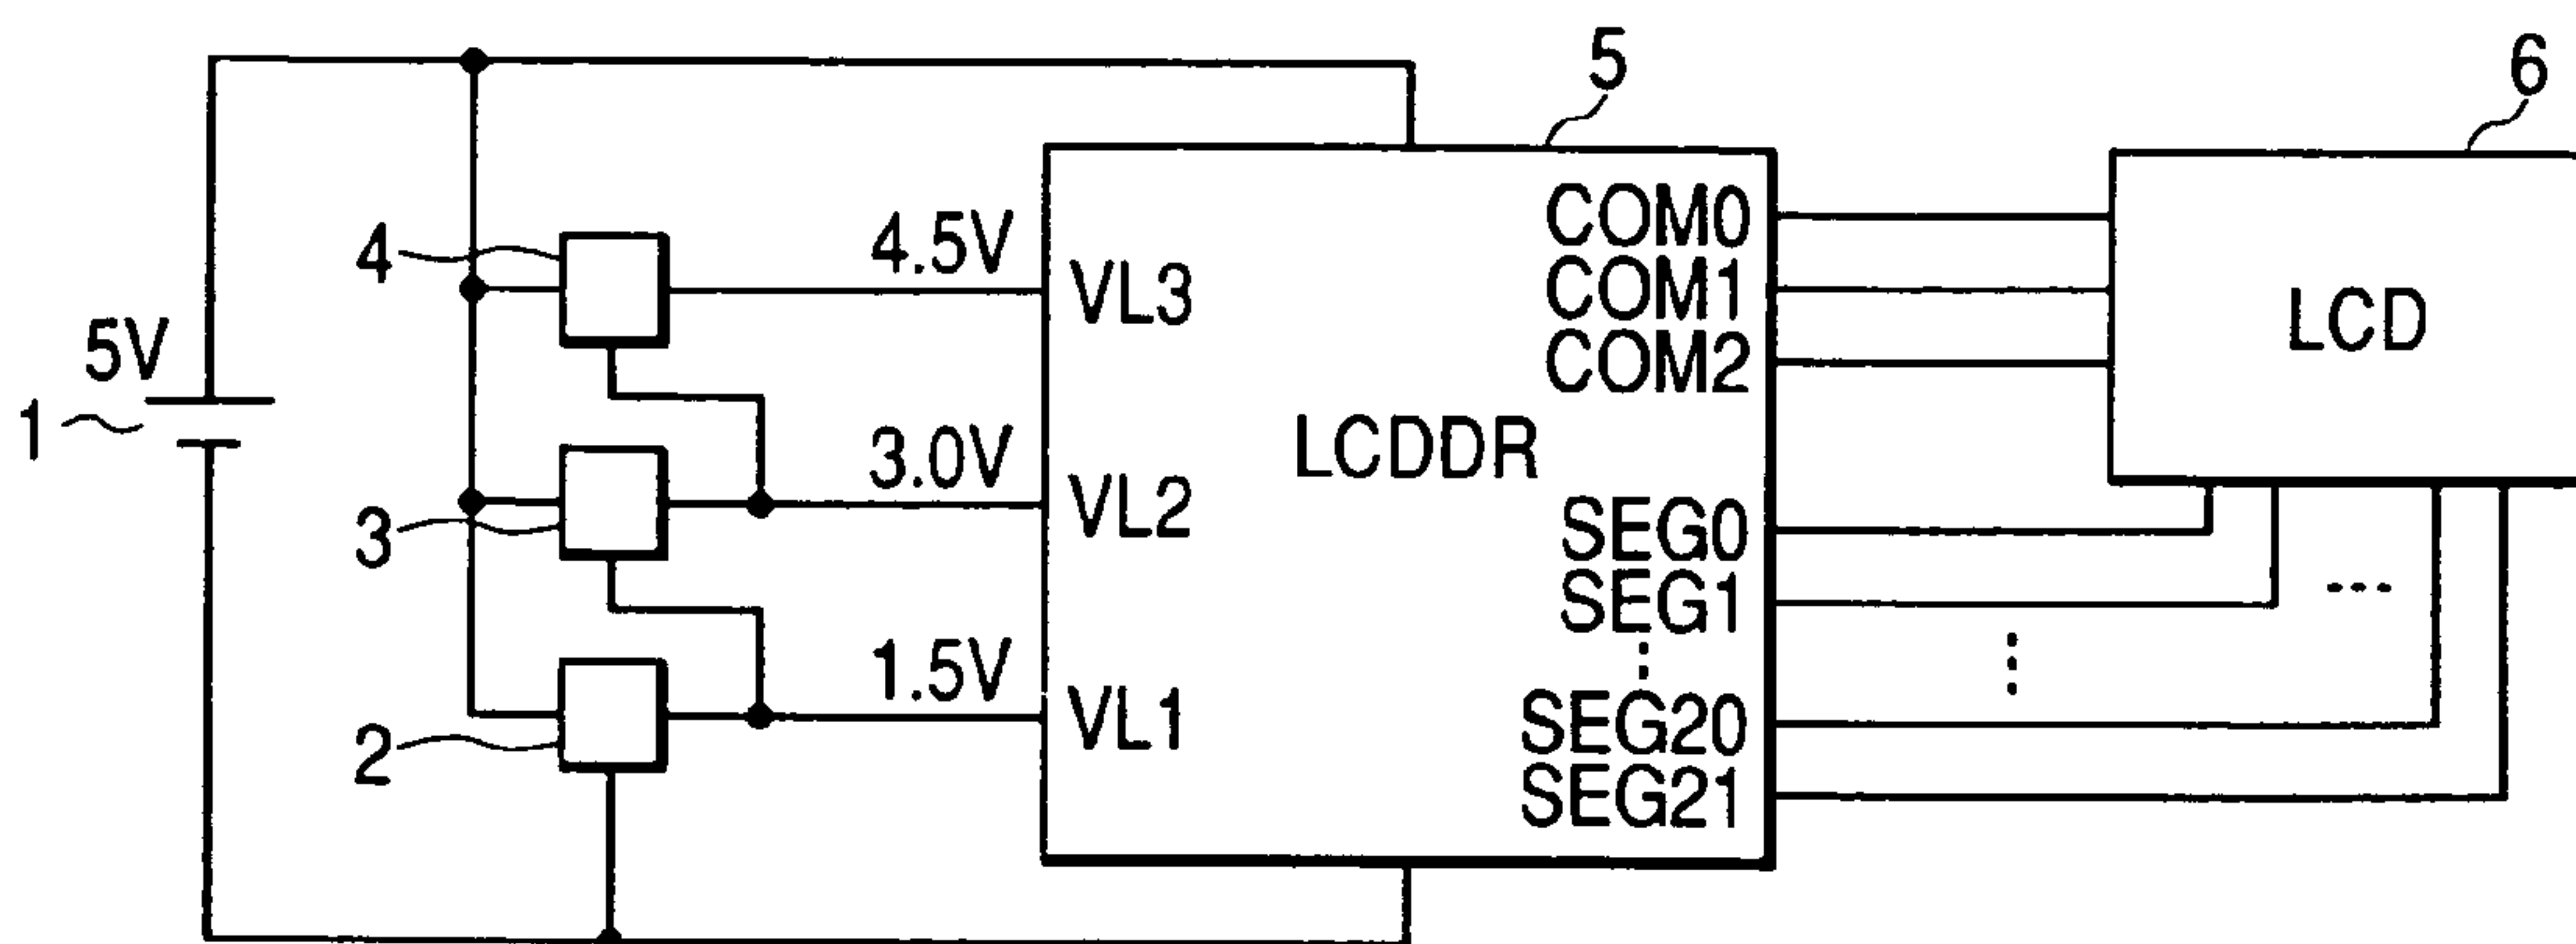 5
6
4
4.5V
VL3
COM0
COM1
COM2
LCD
5V
1
3.0V
VL2
LCDDR
3
SEG0
SEG1
1.5V
VL1
2
SEG20
SEG21